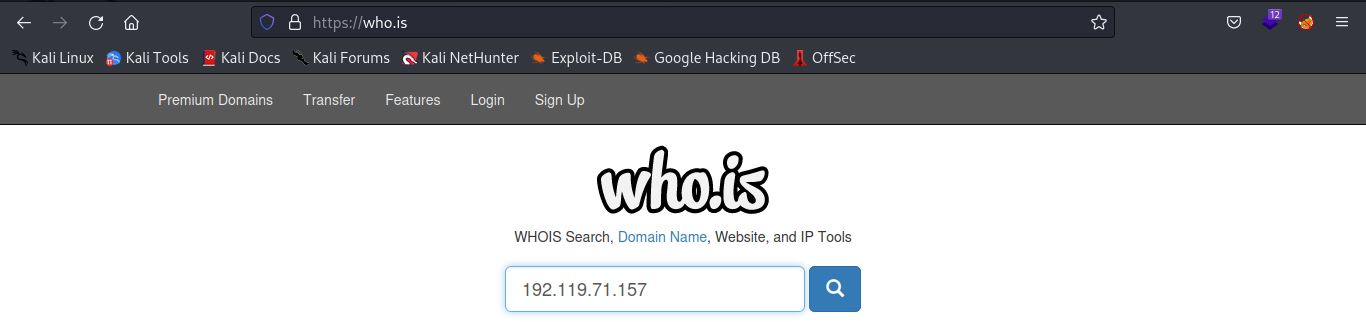 https://who.is
12
Kali Linux Kali Tools Kali Docs Kali Forums Kali NetHunter Exploit-DB Google Hacking DB OffSec
Premium Domains Transfer Features Login Sign Up
who.is
WHOIS Search, Domain Name, Website, and IP Tools
192.119.71.157